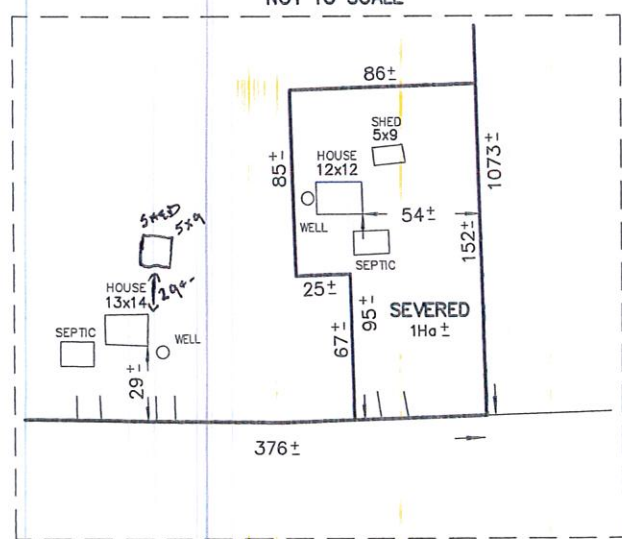 NOT TO SCALE
86±
SHED
5x9
HOUSE
12x12
85±
1073±
WELL
54±
152±
SEPTIC
SHED
5x9
29±
HOUSE
13x14
25±
SEVERED
1Ha±
SEPTIC
WELL
67±
95±
29±
376±